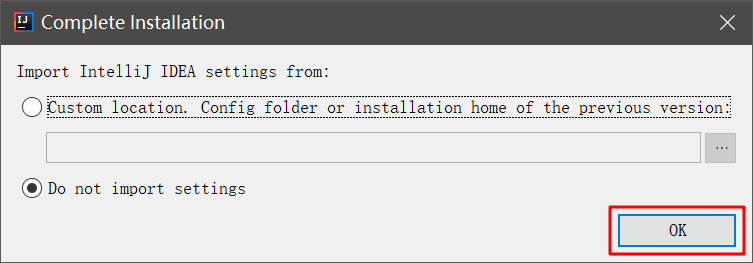 IJ
Complete Installation
Import IntelliJ IDEA settings from:
Custom location. Config folder or installation home of the previous version:
...
Do not import settings
OK